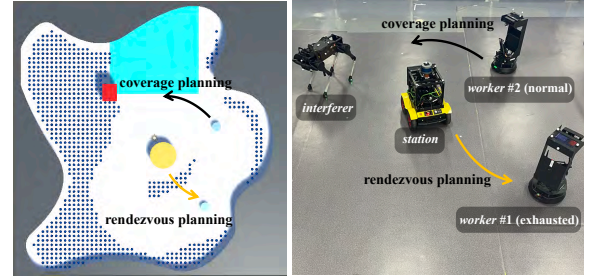 coverage planning
rendezvous planning
coverage planning
worker #2 (normal)
interferer
station
rendezvous planning
worker #1 (exhausted)